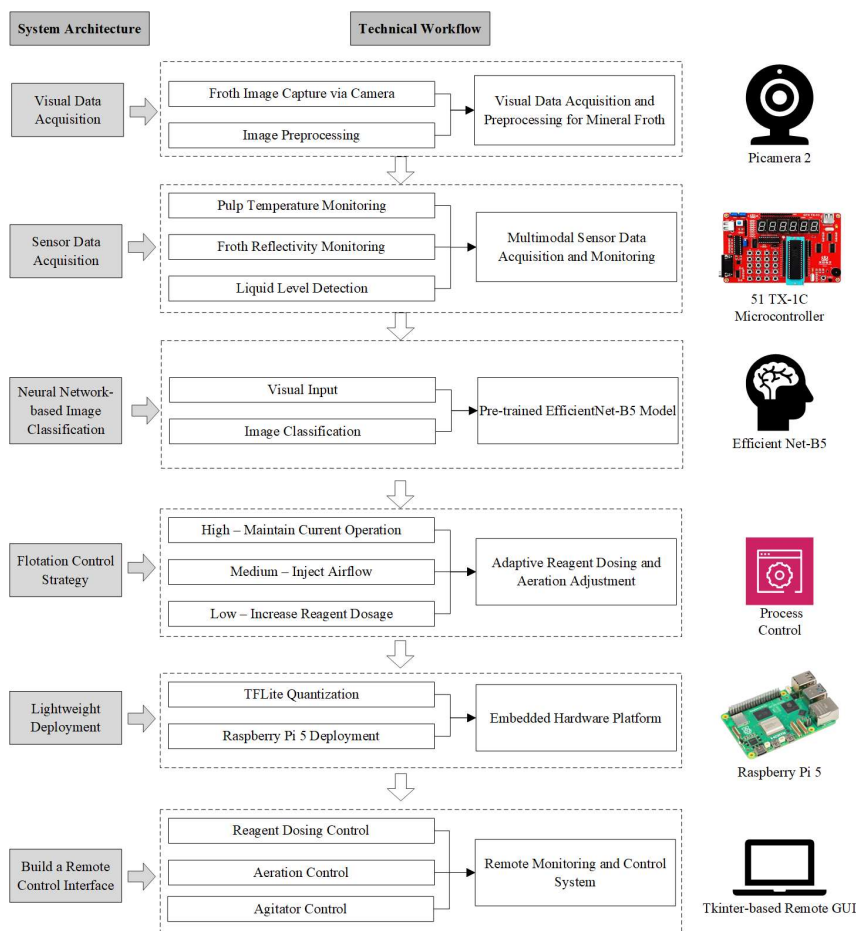 System Architecture
Technical Workflow
Visual Data
Acquisition
Froth Image Capture via Camera
Image Preprocessing
Visual Data Acquisition and
Preprocessing for Mineral Froth
Picamera 2
Sensor Data
Acquisition
Pulp Temperature Monitoring
Froth Reflectivity Monitoring
Liquid Level Detection
Multimodal Sensor Data
Acquisition and Monitoring
51 TX-1C
Microcontroller
Neural Network-
based Image
Classification
Visual Input
Image Classification
Pre-trained EfficientNet-B5 Model
Efficient Net-B5
Flotation Control
Strategy
High – Maintain Current Operation
Medium – Inject Airflow
Low – Increase Reagent Dosage
Adaptive Reagent Dosing and
Aeration Adjustment
Process
Control
Lightweight
Deployment
TFLite Quantization
Raspberry Pi 5 Deployment
Embedded Hardware Platform
Raspberry Pi 5
Build a Remote
Control Interface
Reagent Dosing Control
Aeration Control
Agitator Control
Remote Monitoring and Control
System
Tkinter-based Remote GUI